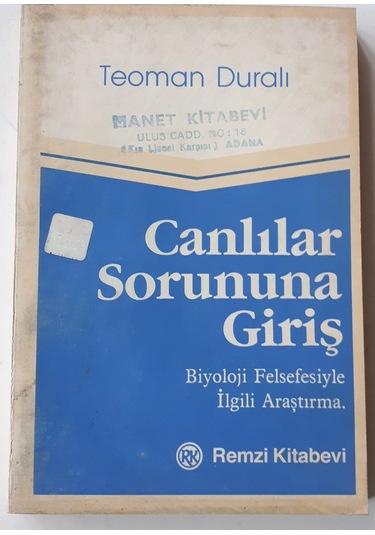 Teoman Duralı
MANET KİTABEVİ
ULUS CADD. NO: 18
(Kız Lisesi Karşısı) ADANA
Canlılar
Sorununa
Giriş
Biyoloji Felsefesiyle
İlgili Araştırma.
RK Remzi Kitabevi